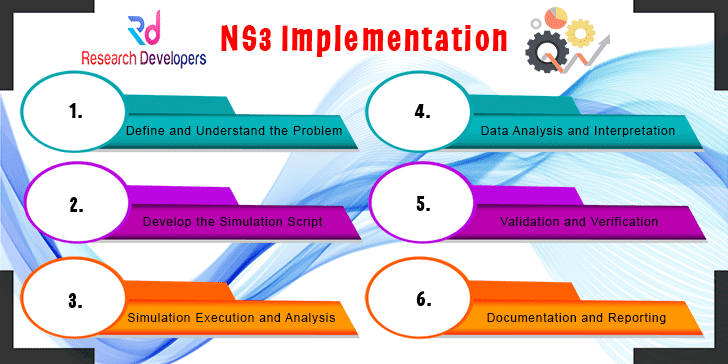 Rd
Research Developers
NS3 Implementation
1.
Define and Understand the Problem
2.
Develop the Simulation Script
3.
Simulation Execution and Analysis
4.
Data Analysis and Interpretation
5.
Validation and Verification
6.
Documentation and Reporting